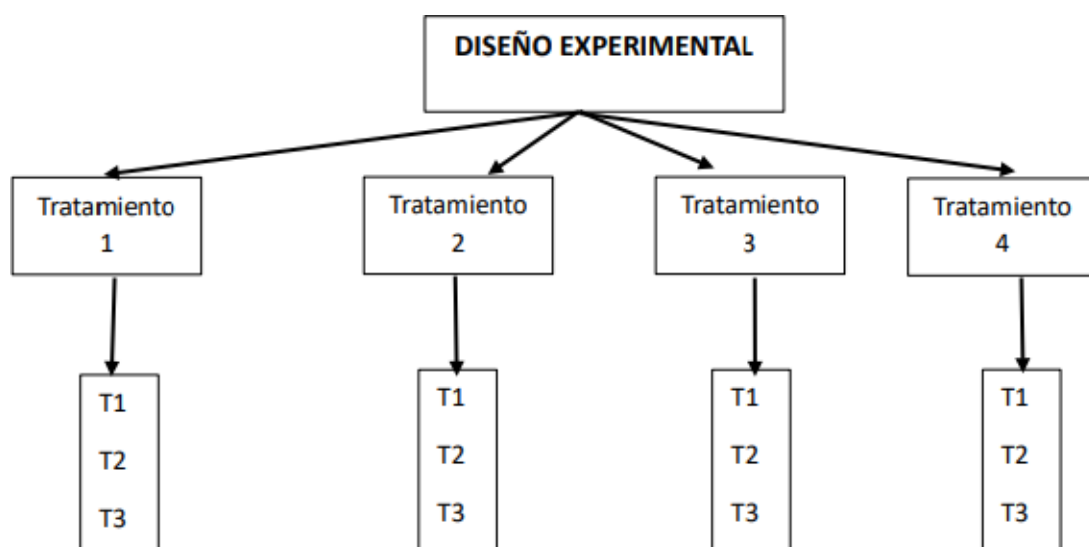 DISEÑO EXPERIMENTAL
Tratamiento
1
Tratamiento
2
Tratamiento
3
Tratamiento
4
T1
T2
T3
T1
T2
T3
T1
T2
T3
T1
T2
T3